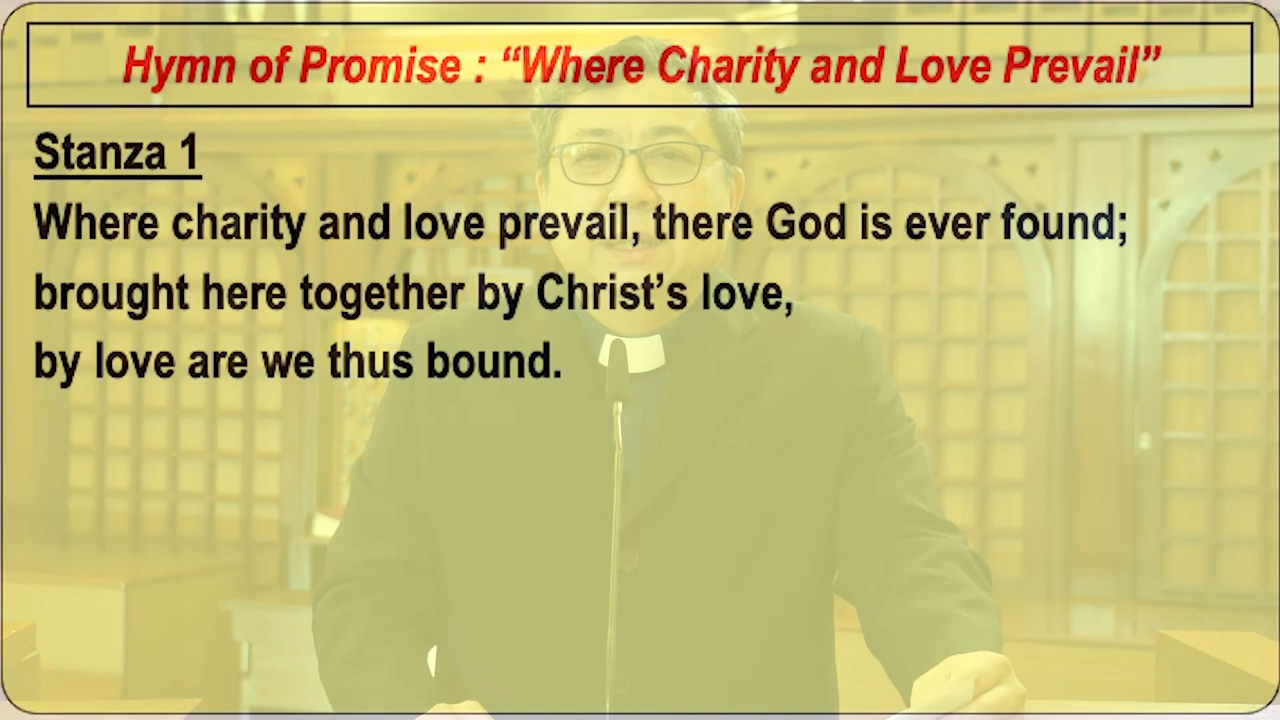 Hymn of Promise : “Where Charity and Love Prevail”
Stanza 1
Where charity and love prevail, there God is ever found;
brought here together by Christ’s love,
by love are we thus bound.